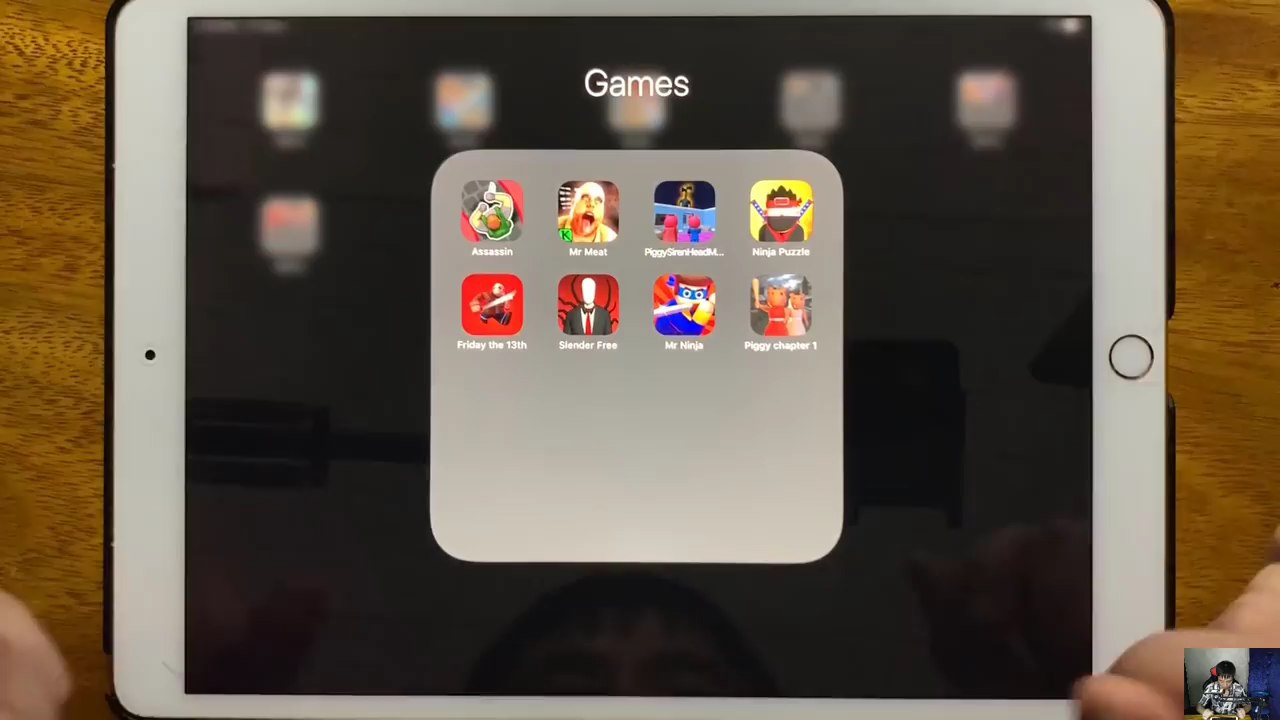 Games
Assassin
Mr Meat
PiggySirenHeadM...
Ninja Puzzle
Friday the 13th
Slender Free
Mr Ninja
Piggy chapter 1